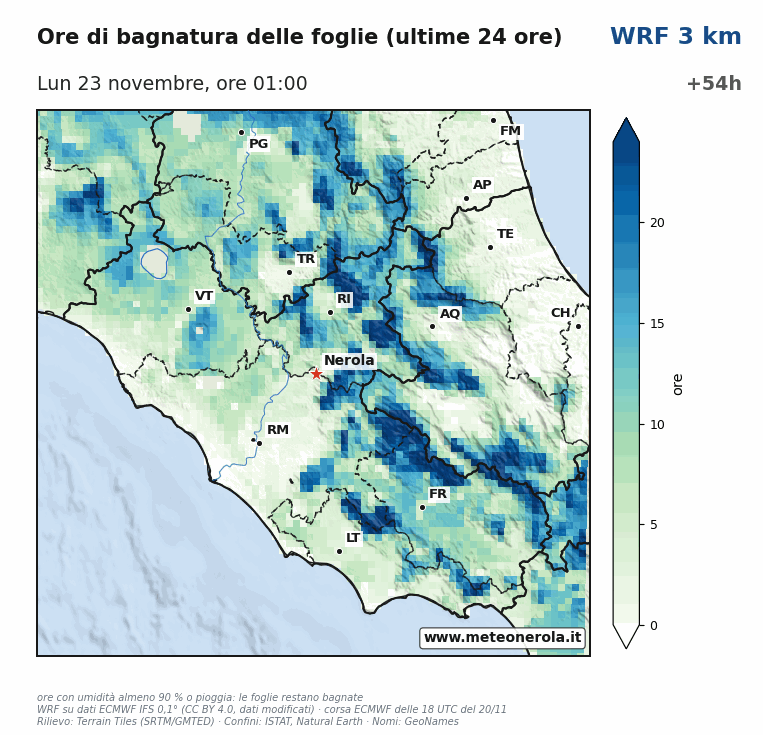 Ore di bagnatura delle foglie (ultime 24 ore)
WRF 3 km
Lun 23 novembre, ore 01:00
+54h
FM
PG
AP
TE
TR
VT
RI
AQ
CH
Nerola
RM
FR
LT
www.meteonerola.it
20
15
10
5
0
ore
ore con umidità almeno 90 % o pioggia: le foglie restano bagnate
WRF su dati ECMWF IFS 0,1° (CC BY 4.0, dati modificati) · corsa ECMWF delle 18 UTC del 20/11
Rilievo: Terrain Tiles (SRTM/GMTED) · Confini: ISTAT, Natural Earth · Nomi: GeoNames